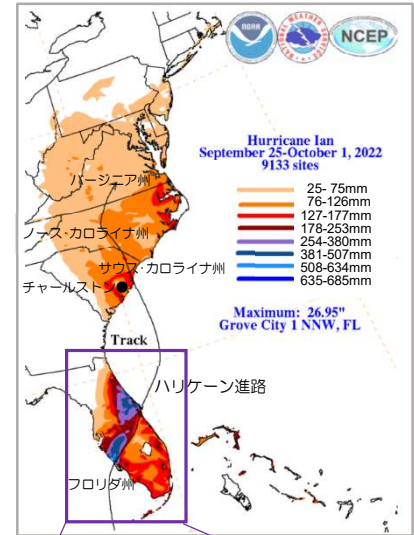 NOAA
NATIONAL WEATHER SERVICE
NCEP
Hurricane Ian
September 25-October 1, 2022
9133 sites
25- 75mm
76-126mm
127-177mm
178-253mm
254-380mm
381-507mm
508-634mm
635-685mm
Maximum: 26.95"
Grove City 1 NNW, FL
バージニア州
ノース・カロライナ州
サウス・カロライナ州
チャールストン
Track
ハリケーン進路
フロリダ州